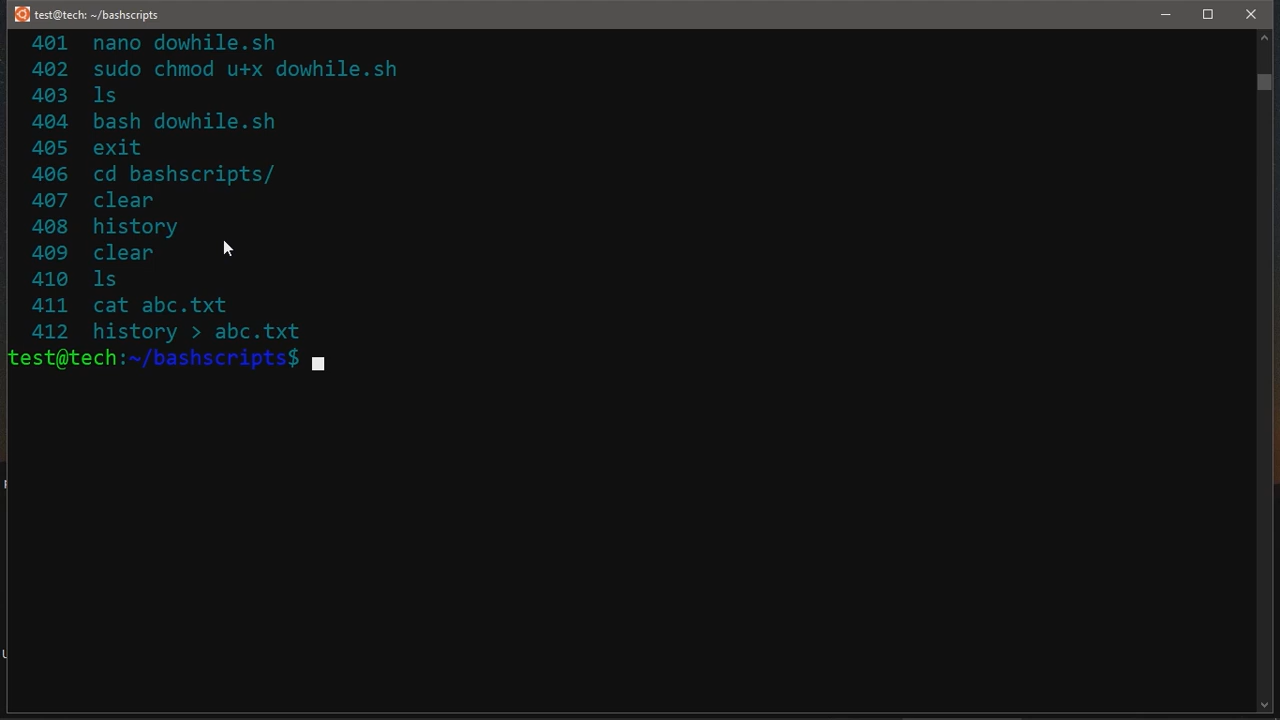 test@tech: ~/bashscripts
401 nano dowhile.sh
402 sudo chmod u+x dowhile.sh
403 ls
404 bash dowhile.sh
405 exit
406 cd bashscripts/
407 clear
408 history
409 clear
410 ls
411 cat abc.txt
412 history > abc.txt
test@tech:~/bashscripts$